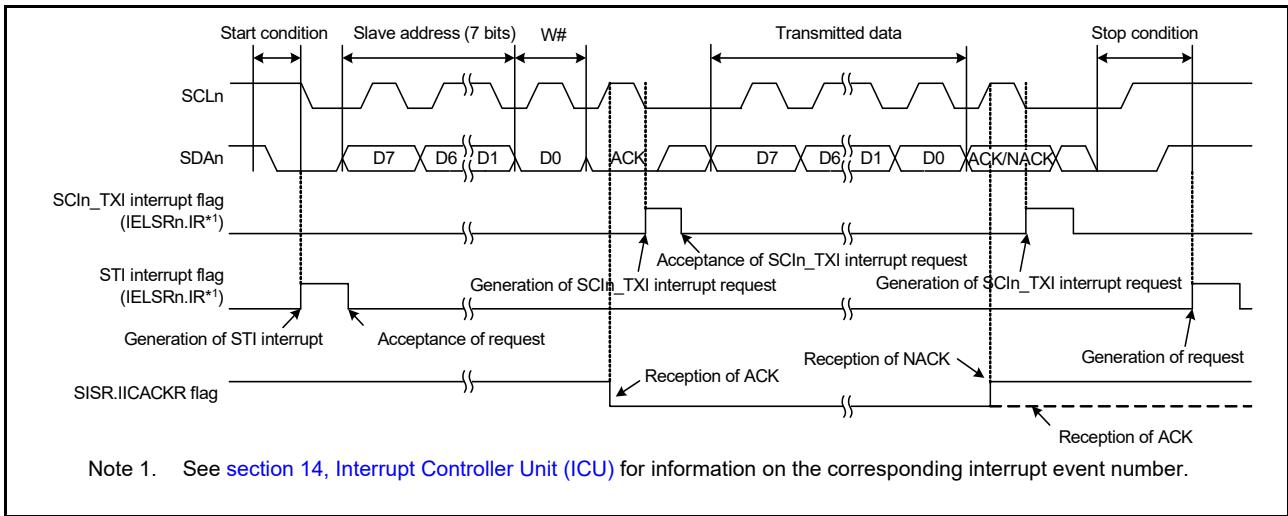 Start condition Slave address (7 bits) W# Transmitted data Stop condition
SCLn
SDAn D7 D6 D1 D0 ACK D7 D6 D1 D0 ACK/NACK
SCIn_TXI interrupt flag
(IELSRn.IR*1)
Acceptance of SCIn_TXI interrupt request
Generation of SCIn_TXI interrupt request Generation of SCIn_TXI interrupt request
STI interrupt flag
(IELSRn.IR*1)
Generation of STI interrupt Acceptance of request Generation of request
Reception of NACK
Reception of ACK
SISR.IICACKR flag
Reception of ACK
Note 1. See section 14, Interrupt Controller Unit (ICU) for information on the corresponding interrupt event number.